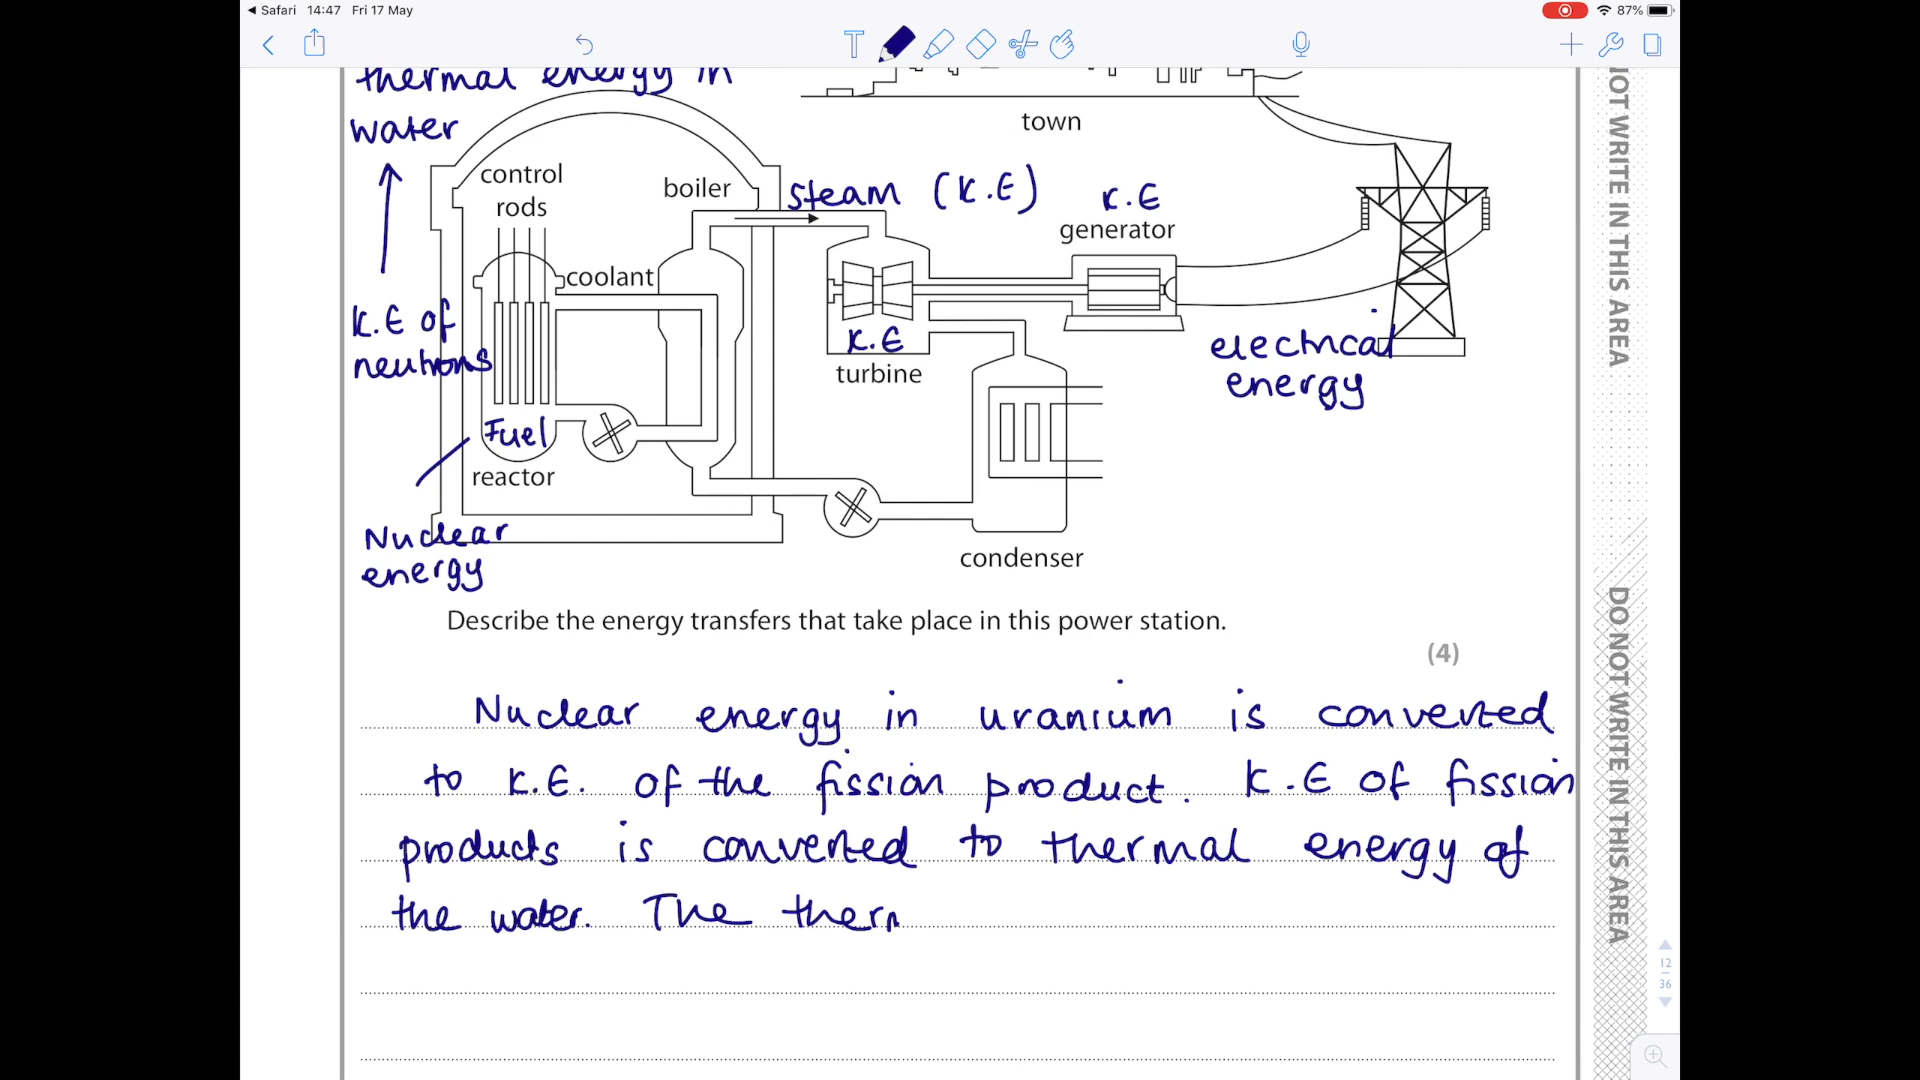 Safari 14:47 Fri 17 May 87%
thermal energy in
water
town
control
rods
boiler
steam (K.E)
K.E
generator
coolant
K.E of
neutrons
K.E
turbine
electrical
energy
Fuel
reactor
Nuclear
energy
condenser
Describe the energy transfers that take place in this power station.
(4)
Nuclear energy in uranium is converted
to K.E. of the fission product. K.E of fission
products is converted to thermal energy of
the water. The ther
NOT WRITE IN THIS AREA
DO NOT WRITE IN THIS AREA
12
36
T